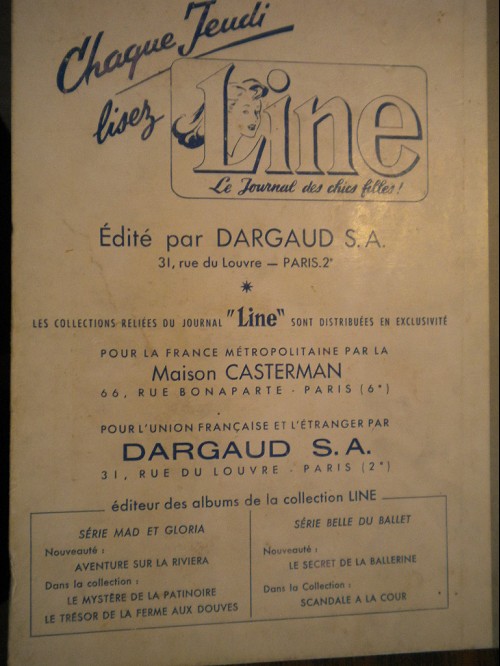 Chaque Jeudi
lisez
Line
Le Journal des chics filles !
Édité par DARGAUD S.A.
31, rue du Louvre — PARIS.2ᵉ
LES COLLECTIONS RELIÉES DU JOURNAL "Line" SONT DISTRIBUÉES EN EXCLUSIVITÉ
POUR LA FRANCE MÉTROPOLITAINE PAR LA
Maison CASTERMAN
66, RUE BONAPARTE - PARIS (6ᵉ)
POUR L'UNION FRANÇAISE ET L'ÉTRANGER PAR
DARGAUD S.A.
31, RUE DU LOUVRE - PARIS (2ᵉ)
éditeur des albums de la collection LINE
SÉRIE MAD ET GLORIA
Nouveauté :
AVENTURE SUR LA RIVIERA
Dans la collection :
LE MYSTÈRE DE LA PATINOIRE
LE TRÉSOR DE LA FERME AUX DOUVES
SÉRIE BELLE DU BALLET
Nouveauté :
LE SECRET DE LA BALLERINE
Dans la Collection :
SCANDALE A LA COUR